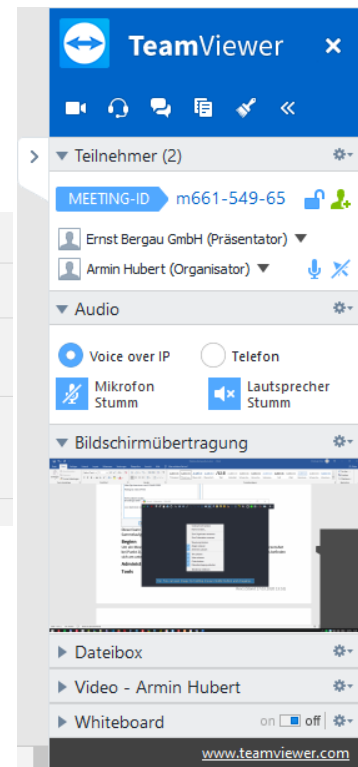 TeamViewer
Teilnehmer (2)
MEETING-ID m661-549-65
Ernst Bergau GmbH (Präsentator)
Armin Hubert (Organisator)
Audio
Voice over IP Telefon
Mikrofon Stumm
Lautsprecher Stumm
Bildschirmübertragung
Dateibox
Video - Armin Hubert
Whiteboard on off
www.teamviewer.com